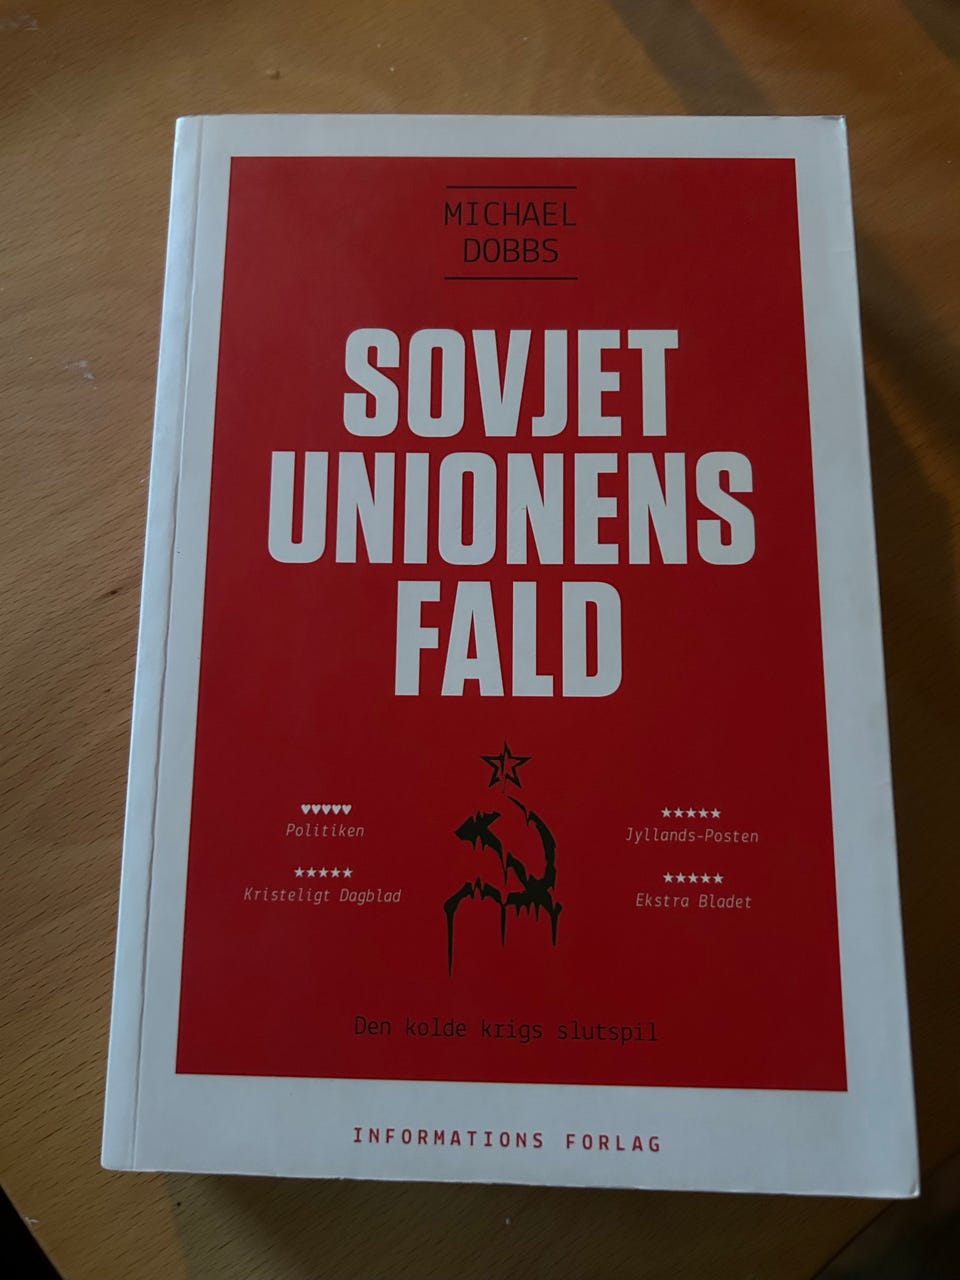 MICHAEL
DOBBS
SOVJET
UNIONENS
FALD
♥♥♥♥♥
Politiken
★★★★★
Kristeligt Dagblad
★★★★★
Jyllands-Posten
★★★★★
Ekstra Bladet
Den kolde krigs slutspil
INFORMATIONS FORLAG